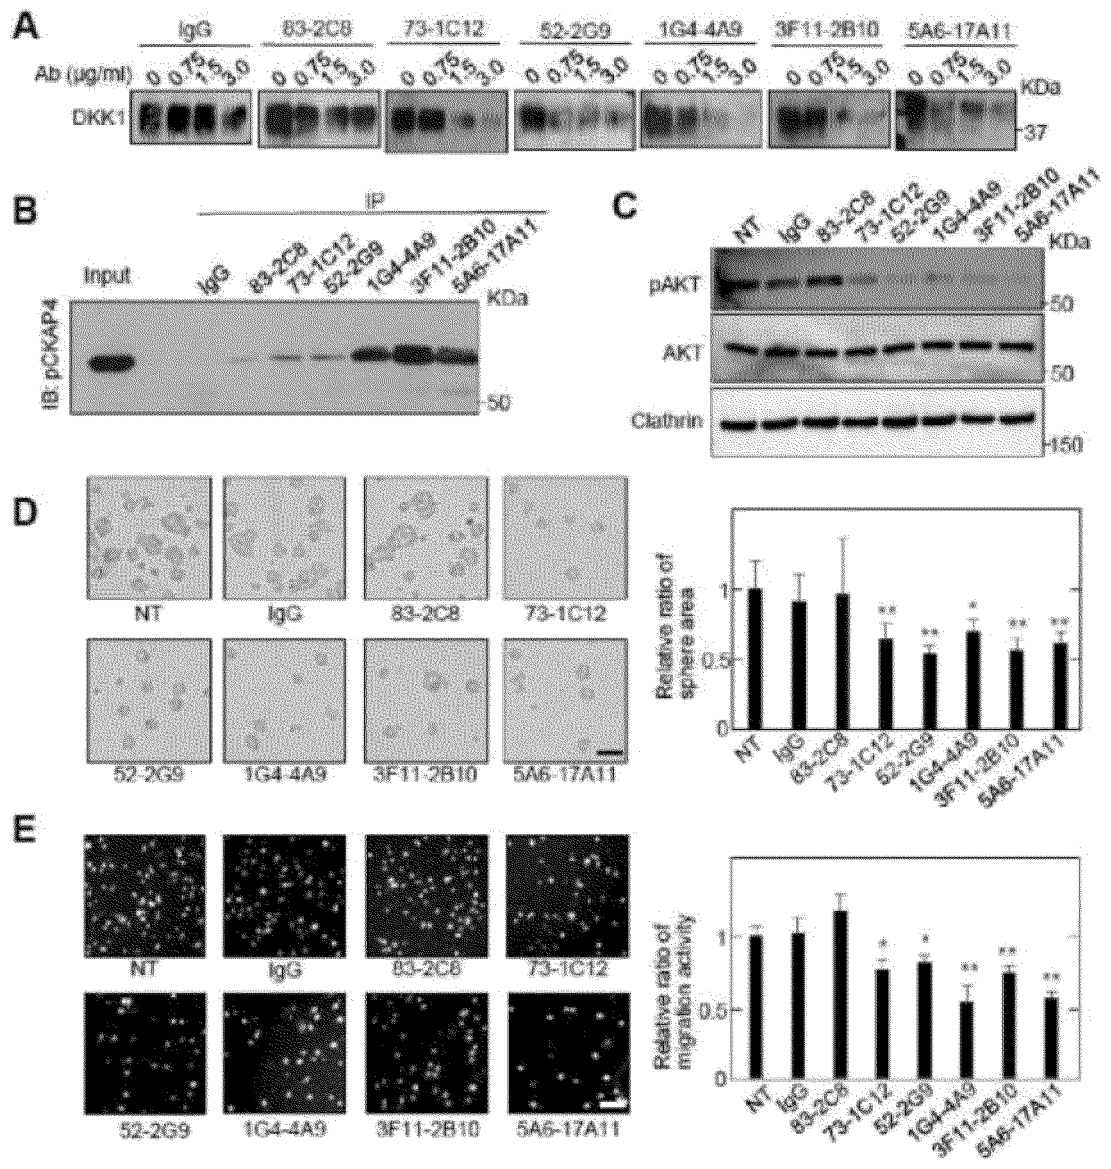 A
IgG 83-2C8 73-1C12 52-2G9 1G4-4A9 3F11-2B10 5A6-17A11
Ab (µg/ml) 0 0.75 1.5 3.0 0 0.75 1.5 3.0 0 0.75 1.5 3.0 0 0.75 1.5 3.0 0 0.75 1.5 3.0 0 0.75 1.5 3.0 0 0.75 1.5 3.0
KDa
DKK1
37
B
IP
Input IgG 83-2C8 73-1C12 52-2G9 1G4-4A9 3F11-2B10 5A6-17A11
KDa
IB: pCKAP4
50
C
NT IgG 83-2C8 73-1C12 52-2G9 1G4-4A9 3F11-2B10 5A6-17A11
KDa
pAKT
50
AKT
50
Clathrin
150
D
NT IgG 83-2C8 73-1C12
52-2G9 1G4-4A9 3F11-2B10 5A6-17A11
Relative ratio of
sphere area
1
0.5
0
** ** * ** **
NT IgG 83-2C8 73-1C12 52-2G9 1G4-4A9 3F11-2B10 5A6-17A11
E
NT IgG 83-2C8 73-1C12
52-2G9 1G4-4A9 3F11-2B10 5A6-17A11
Relative ratio of
migration activity
1
0.5
0
* * ** ** **
NT IgG 83-2C8 73-1C12 52-2G9 1G4-4A9 3F11-2B10 5A6-17A11